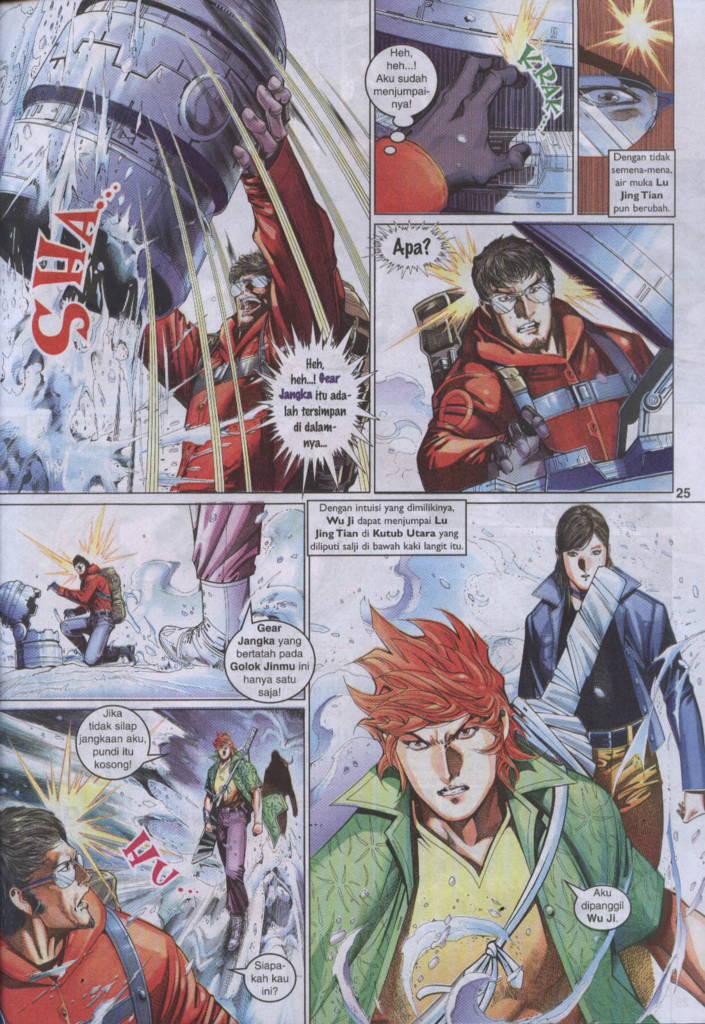 SHA...
Heh,
heh...! Gear
Jangka itu ada-
lah tersimpan
di dalam-
nya...
Heh,
heh...!
Aku sudah
menjumpai-
nya!
K-RAK
Dengan tidak
semena-mena,
air muka Lu
Jing Tian
pun berubah.
Apa?
25
Gear
Jangka yang
bertatah pada
Golok Jinmu ini
hanya satu
saja!
Dengan intuisi yang dimilikinya,
Wu Ji dapat menjumpai Lu
Jing Tian di Kutub Utara yang
diliputi salji di bawah kaki langit itu.
Jika
tidak silap
jangkaan aku,
pundi itu
kosong!
HU...
Siapa-
kah kau
ini?
Aku
dipanggil
Wu Ji.